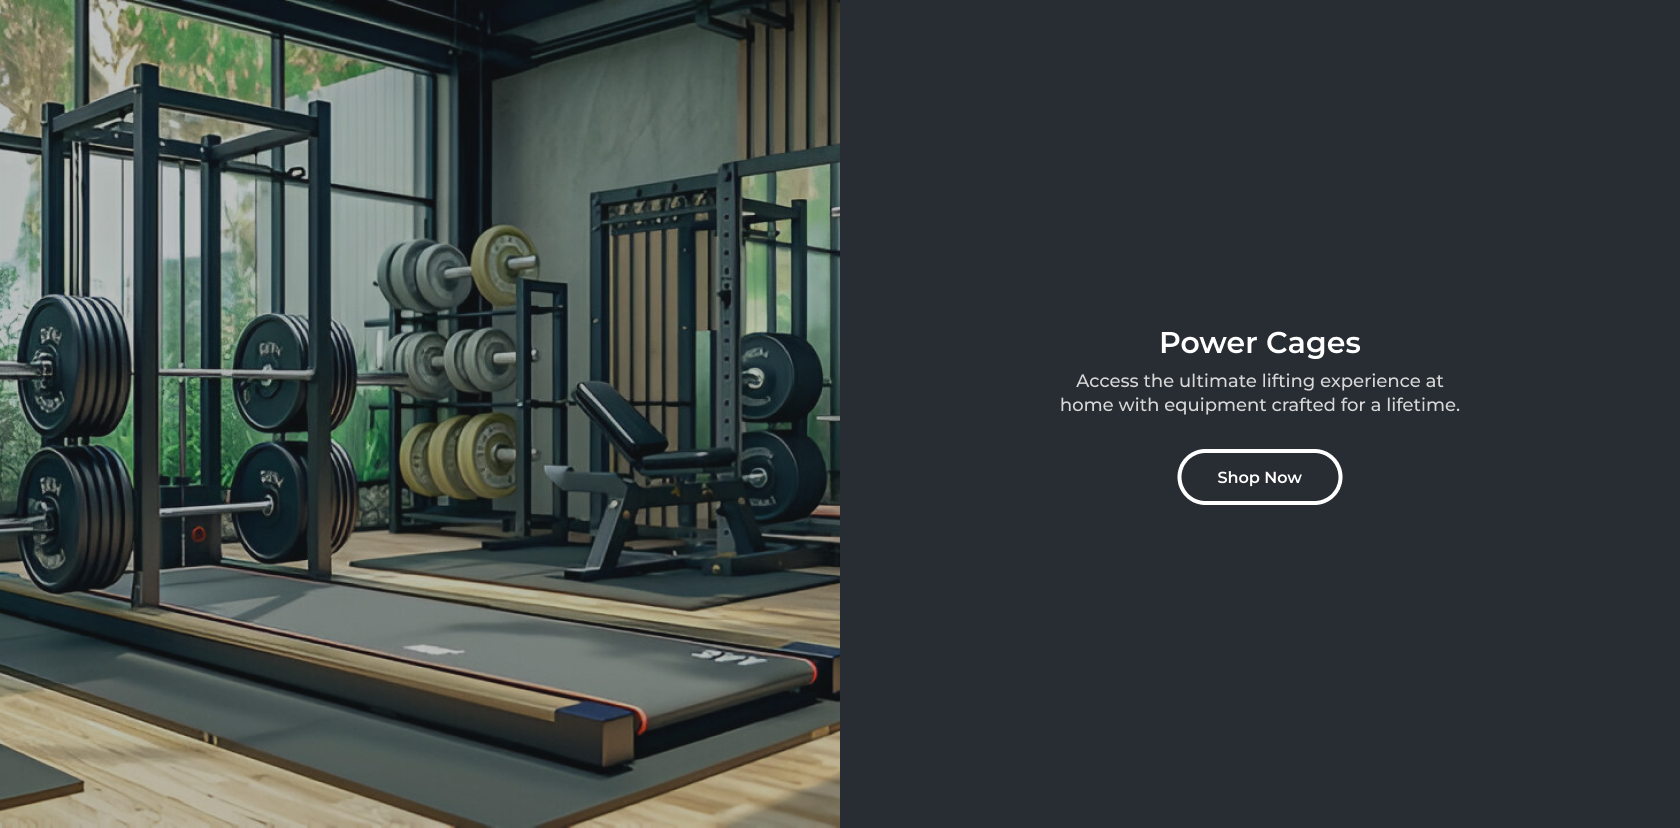 Power Cages
Access the ultimate lifting experience at
home with equipment crafted for a lifetime.
Shop Now